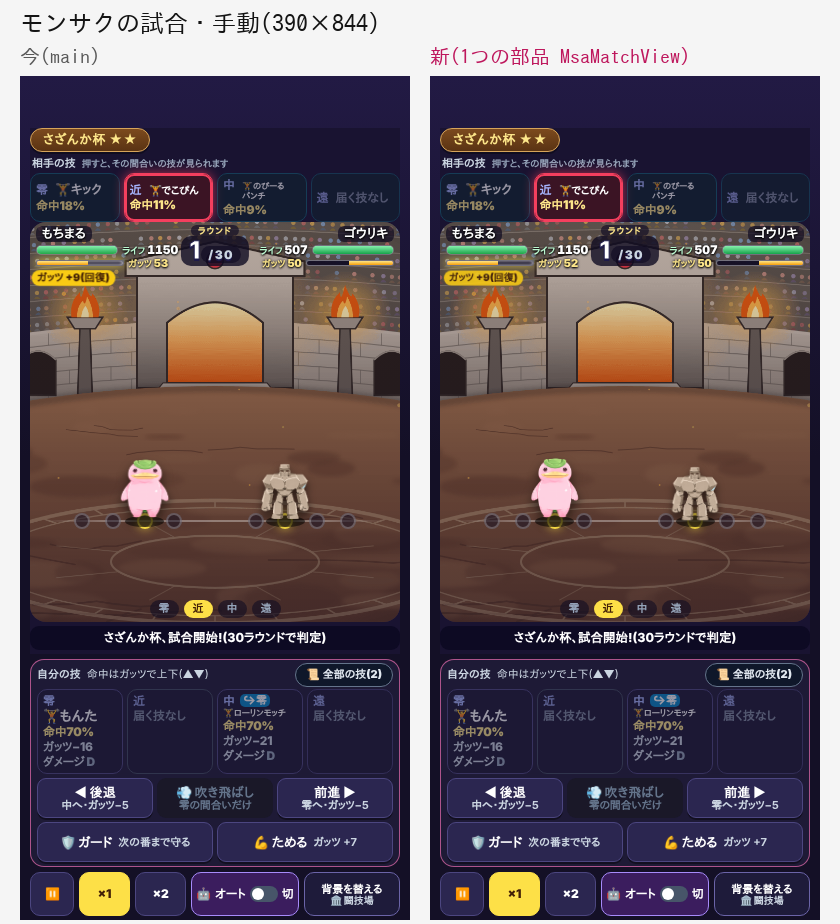 モンサクの試合・手動(390×844)
今(main)
さざんか杯 ★★
相手の技 押すと、その間合いの技が見られます
零 キック
命中18%
近 でこぴん
命中11%
中 のびーる
パンチ
命中9%
遠 届く技なし
もちまる
ラウンド
ゴウリキ
ライフ 1150
1 /30
ライフ 507
ガッツ 53
ガッツ 50
ガッツ +9(回復)
零 近 中 遠
さざんか杯、試合開始!(30ラウンドで判定)
自分の技 命中はガッツで上下(▲▼)
全部の技(2)
零
もんた
命中70%
ガッツ−16
ダメージ D
近
届く技なし
中 ↪零
ローリンモッチ
命中70%
ガッツ−21
ダメージ D
遠
届く技なし
◀ 後退
中へ・ガッツ−5
吹き飛ばし
零の間合いだけ
前進 ▶
零へ・ガッツ−5
ガード 次の番まで守る
ためる ガッツ +7
×1
×2
オート 切
背景を替える
闘技場
新(1つの部品 MsaMatchView)
さざんか杯 ★★
相手の技 押すと、その間合いの技が見られます
零 キック
命中18%
近 でこぴん
命中11%
中 のびーる
パンチ
命中9%
遠 届く技なし
もちまる
ラウンド
ゴウリキ
ライフ 1150
1 /30
ライフ 507
ガッツ 52
ガッツ 50
ガッツ +9(回復)
零 近 中 遠
さざんか杯、試合開始!(30ラウンドで判定)
自分の技 命中はガッツで上下(▲▼)
全部の技(2)
零
もんた
命中70%
ガッツ−16
ダメージ D
近
届く技なし
中 ↪零
ローリンモッチ
命中70%
ガッツ−21
ダメージ D
遠
届く技なし
◀ 後退
中へ・ガッツ−5
吹き飛ばし
零の間合いだけ
前進 ▶
零へ・ガッツ−5
ガード 次の番まで守る
ためる ガッツ +7
×1
×2
オート 切
背景を替える
闘技場